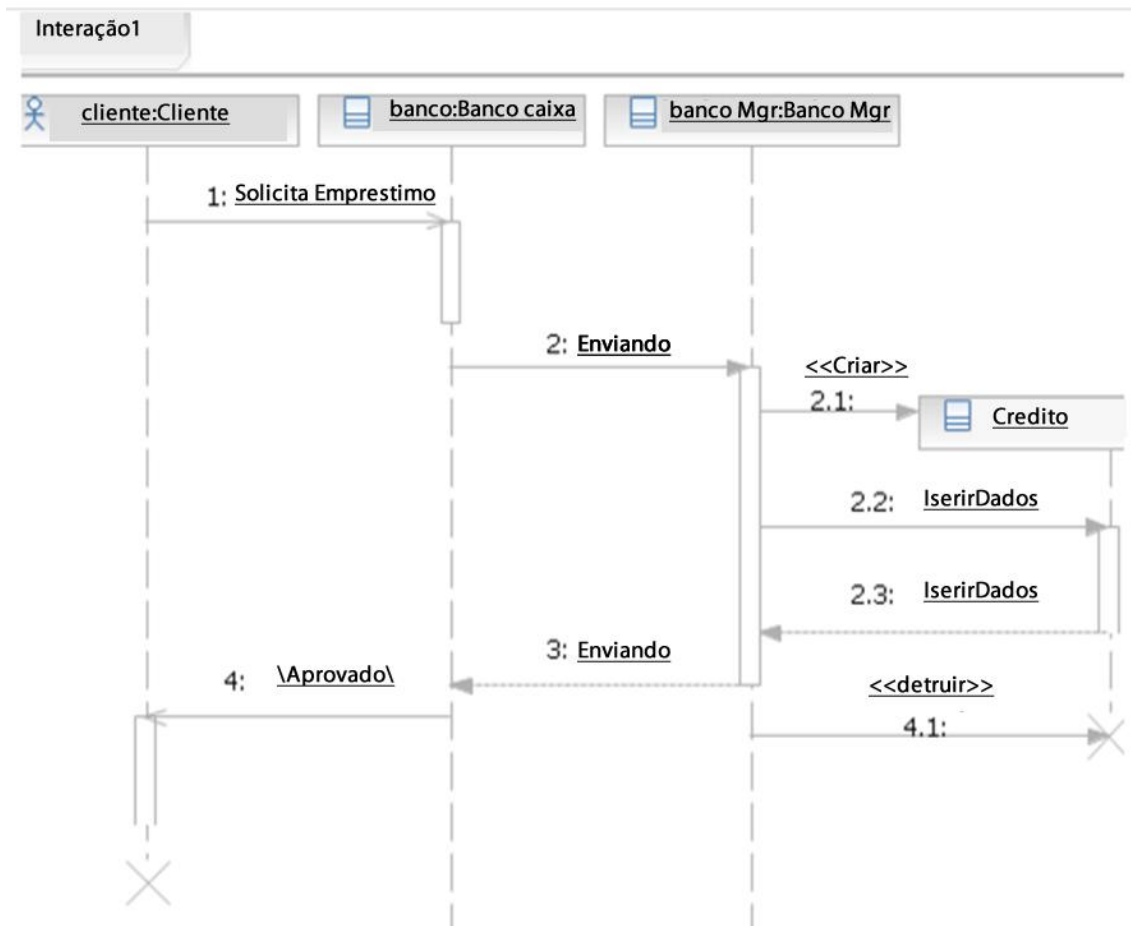 Interação1
cliente:Cliente
banco:Banco caixa
banco Mgr:Banco Mgr
1: Solicita Emprestimo
2: Enviando
<<Criar>>
2.1:
Credito
2.2: IserirDados
2.3: IserirDados
3: Enviando
4: \Aprovado\
<<detruir>>
4.1: